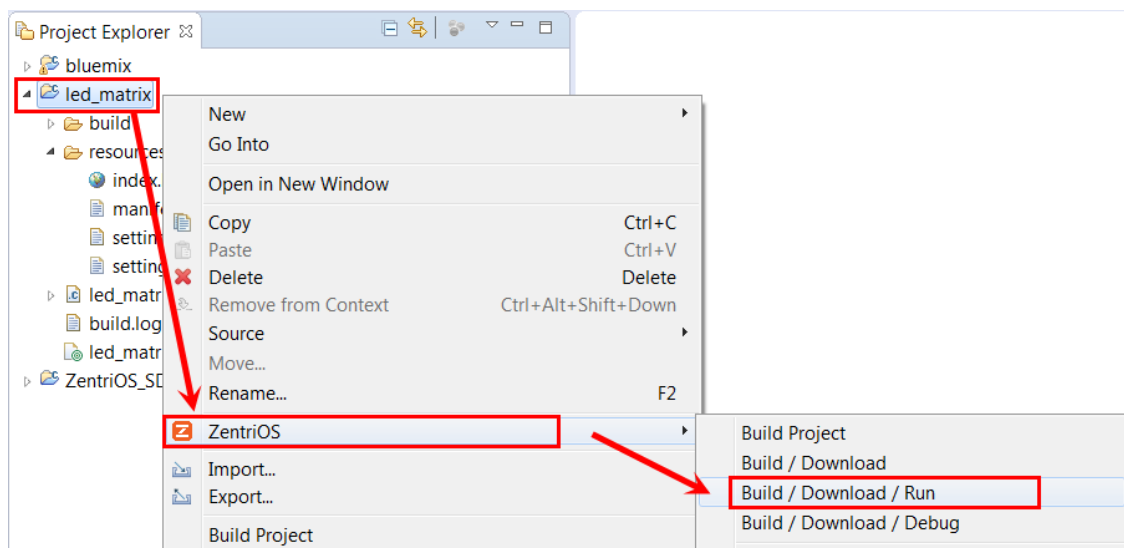 Project Explorer
bluemix
led_matrix
build
resources
index.
manife
setting
setting
led_matr
build.log
led_matr
ZentriOS_SD
New
Go Into
Open in New Window
Copy Ctrl+C
Paste Ctrl+V
Delete Delete
Remove from Context Ctrl+Alt+Shift+Down
Source
Move...
Rename... F2
ZentriOS
Import...
Export...
Build Project
Build Project
Build / Download
Build / Download / Run
Build / Download / Debug